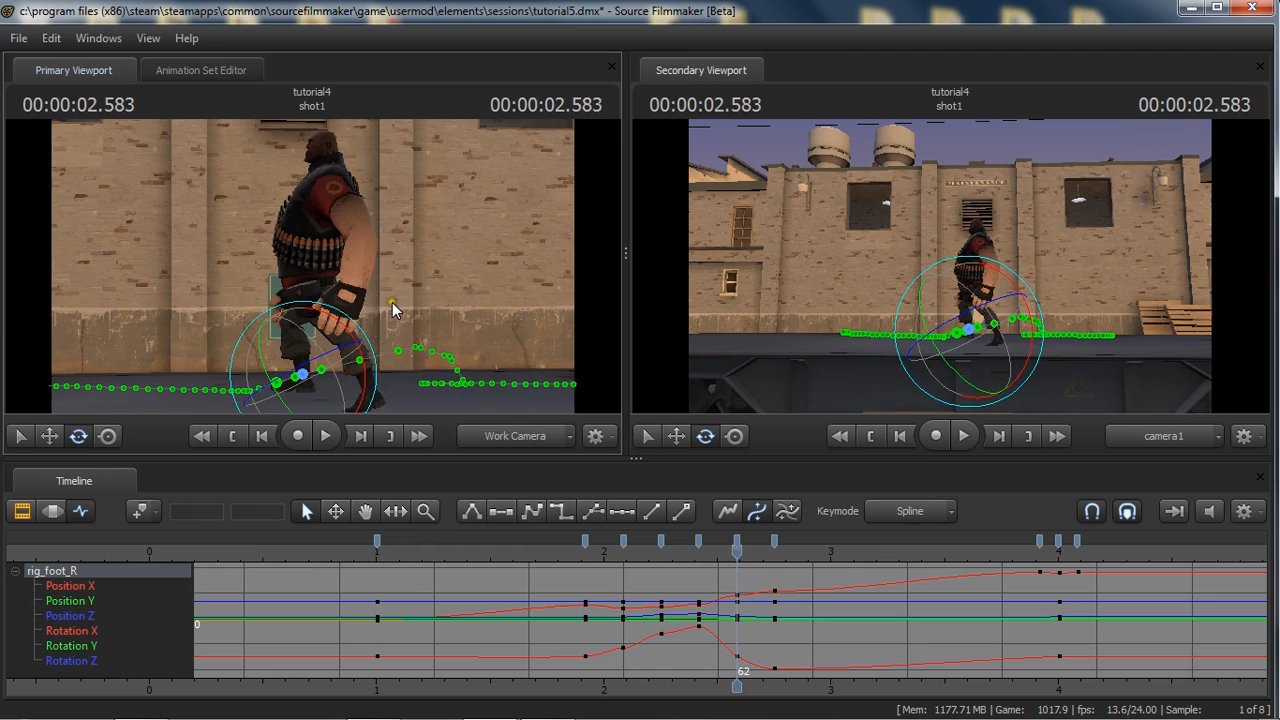 c:\program files (x86)\steam\steamapps\common\sourcefilmmaker\game\usermod\elements\sessions\tutorial5.dmx* - Source Filmmaker [Beta]
File Edit Windows View Help
Primary Viewport Animation Set Editor
Secondary Viewport
00:00:02.583 tutorial4 00:00:02.583
shot1
00:00:02.583 tutorial4 00:00:02.583
shot1
Work Camera
camera1
Timeline
Keymode Spline
0 1 2 3 4
rig_foot_R
Position X
Position Y
Position Z
Rotation X
Rotation Y
Rotation Z
0
62
0 1 2 3 4
[ Mem: 1177.71 MB | Game: 1017.9 | fps: 13.6/24.00 | Sample: 1 of 8 ]